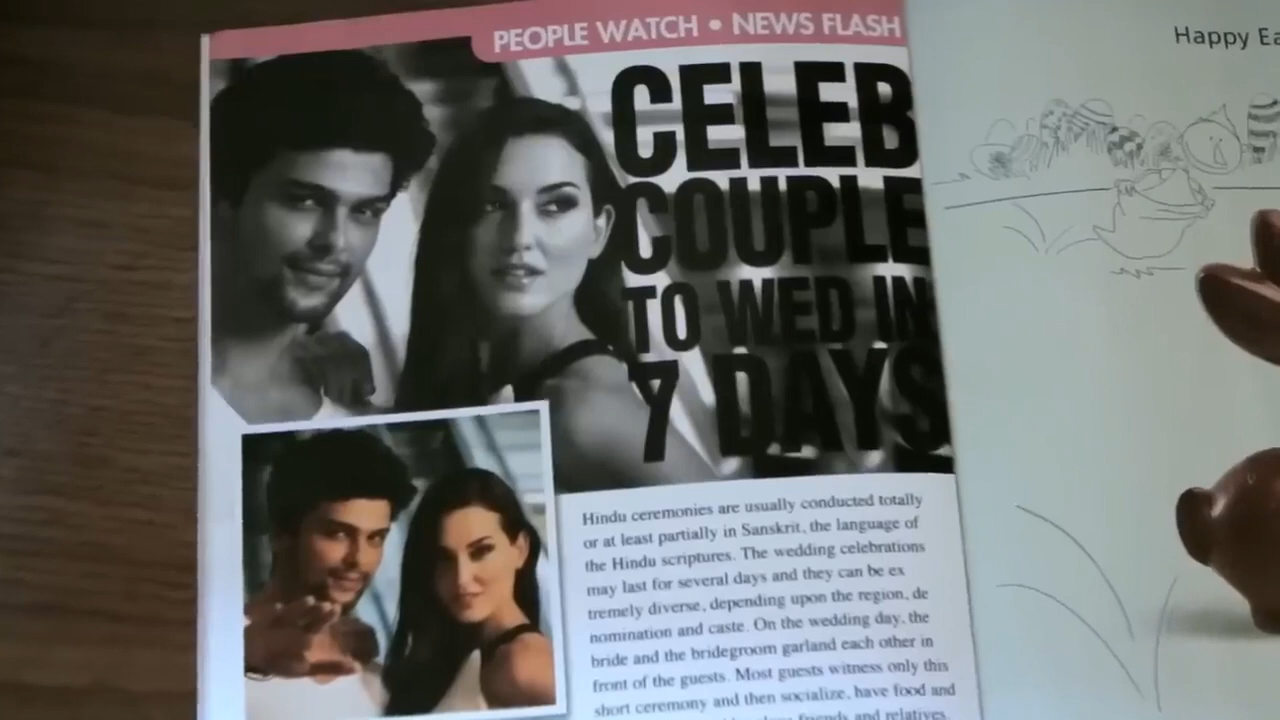 PEOPLE WATCH • NEWS FLASH
CELEB
COUPLE
TO WED IN
7 DAYS
Hindu ceremonies are usually conducted totally
or at least partially in Sanskrit, the language of
the Hindu scriptures. The wedding celebrations
may last for several days and they can be ex
tremely diverse, depending upon the region, de
nomination and caste. On the wedding day, the
bride and the bridegroom garland each other in
front of the guests. Most guests witness only this
short ceremony and then socialize, have food and
friends and relatives.
Happy